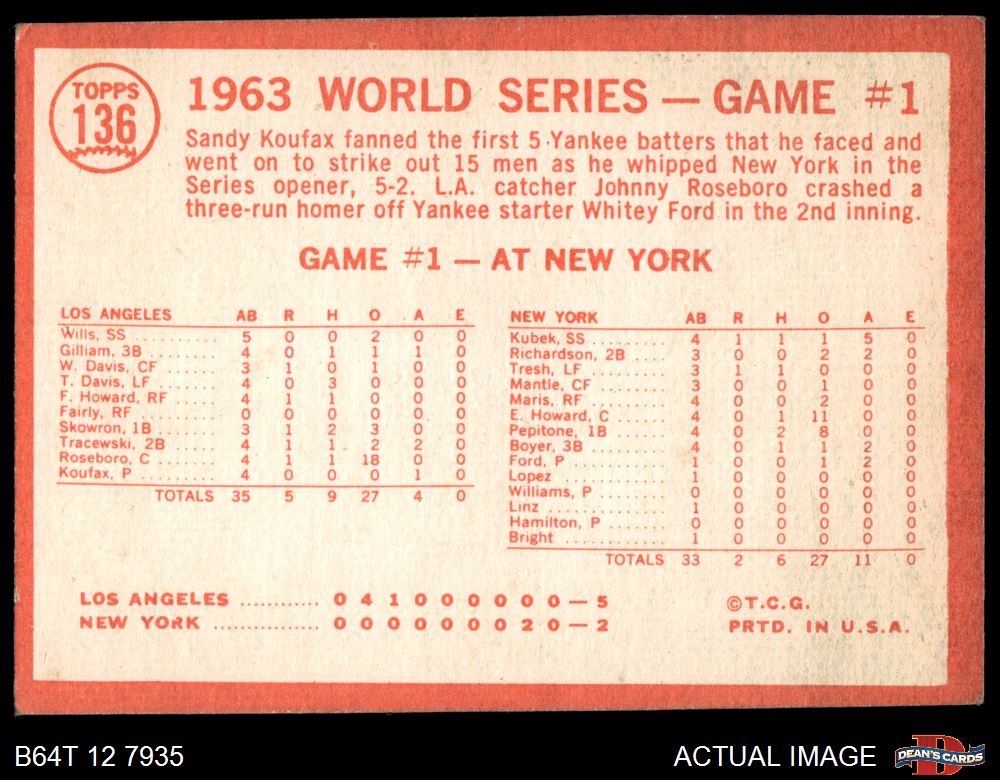 TOPPS
136
1963 WORLD SERIES — GAME #1
Sandy Koufax fanned the first 5 Yankee batters that he faced and
went on to strike out 15 men as he whipped New York in the
Series opener, 5-2. L.A. catcher Johnny Roseboro crashed a
three-run homer off Yankee starter Whitey Ford in the 2nd inning.
GAME #1 — AT NEW YORK
LOS ANGELES AB R H O A E
Wills, SS 5 0 0 2 0 0
Gilliam, 3B 4 0 1 1 1 0
W. Davis, CF 3 1 0 1 0 0
T. Davis, LF 4 0 3 0 0 0
F. Howard, RF 4 1 1 0 0 0
Fairly, RF 0 0 0 0 0 0
Skowron, 1B 3 1 2 3 0 0
Tracewski, 2B 4 1 1 2 2 0
Roseboro, C 4 1 1 18 0 0
Koufax, P 4 0 0 0 1 0
TOTALS 35 5 9 27 4 0
NEW YORK AB R H O A E
Kubek, SS 4 1 1 1 5 0
Richardson, 2B 3 0 0 2 2 0
Tresh, LF 3 1 1 0 0 0
Mantle, CF 3 0 0 1 0 0
Maris, RF 4 0 0 2 0 0
E. Howard, C 4 0 1 11 0 0
Pepitone, 1B 4 0 2 8 0 0
Boyer, 3B 4 0 1 1 2 0
Ford, P 1 0 0 1 2 0
Lopez 1 0 0 0 0 0
Williams, P 0 0 0 0 0 0
Linz 1 0 0 0 0 0
Hamilton, P 0 0 0 0 0 0
Bright 1 0 0 0 0 0
TOTALS 33 2 6 27 11 0
LOS ANGELES ............ 0 4 1 0 0 0 0 0 0 — 5
NEW YORK ................ 0 0 0 0 0 0 0 2 0 — 2
©T.C.G.
PRTD. IN U.S.A.
B64T 12 7935
ACTUAL IMAGE
D
DEAN'S CARDS